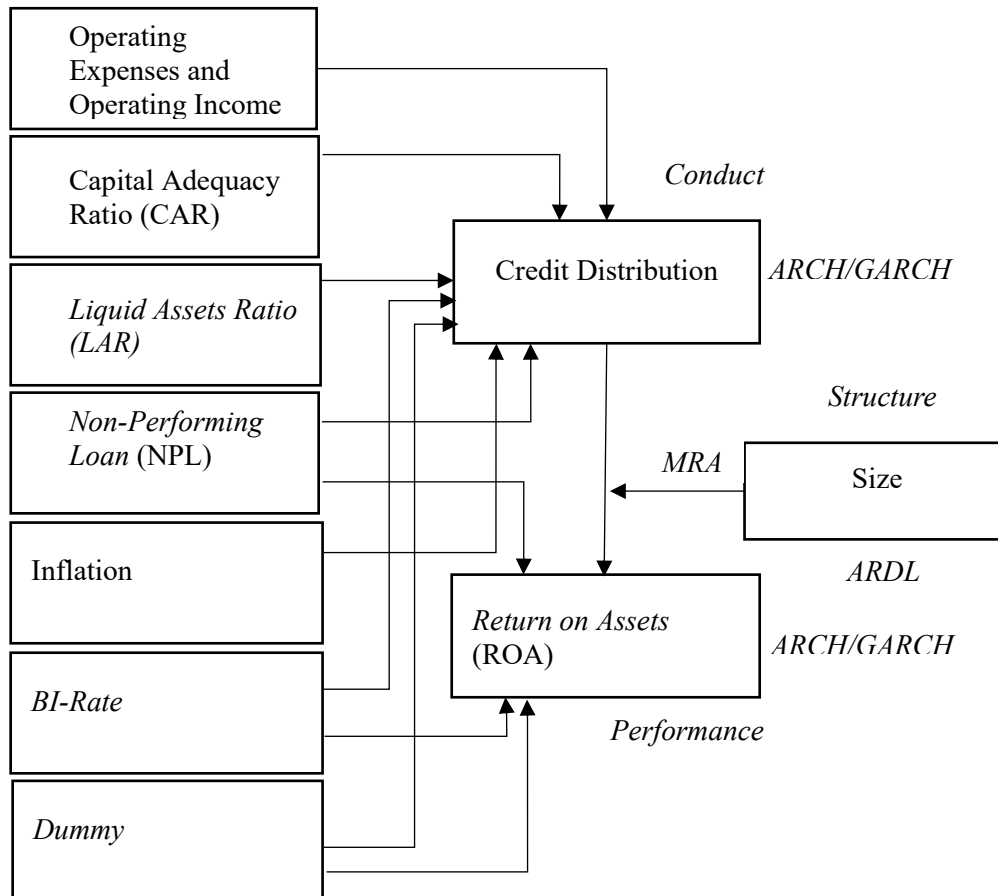 Operating
Expenses and
Operating Income
Capital Adequacy
Ratio (CAR)
Conduct
Credit Distribution
ARCH/GARCH
Liquid Assets Ratio
(LAR)
Non-Performing
Loan (NPL)
Structure
MRA
Size
Inflation
ARDL
Return on Assets
(ROA)
ARCH/GARCH
BI-Rate
Performance
Dummy